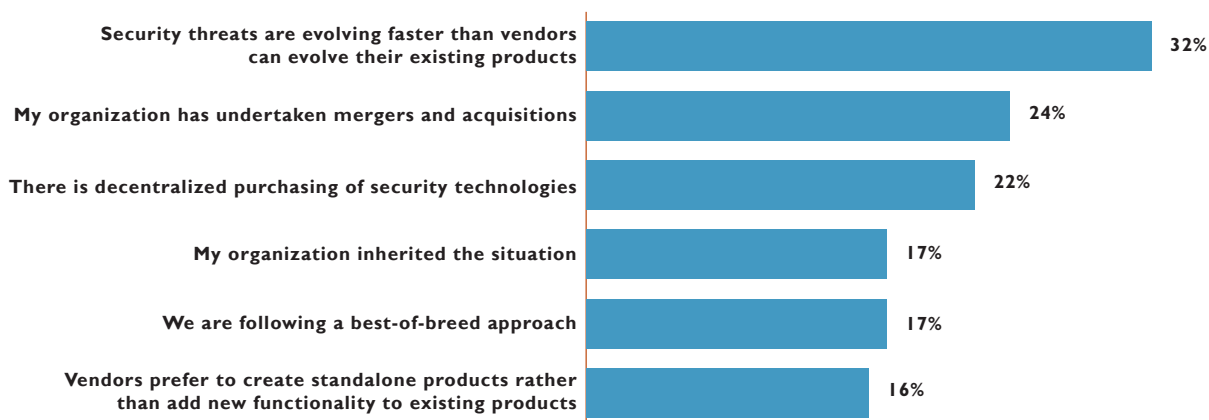 Security threats are evolving faster than vendors
can evolve their existing products
32%
My organization has undertaken mergers and acquisitions
24%
There is decentralized purchasing of security technologies
22%
My organization inherited the situation
17%
We are following a best-of-breed approach
17%
Vendors prefer to create standalone products rather
than add new functionality to existing products
16%